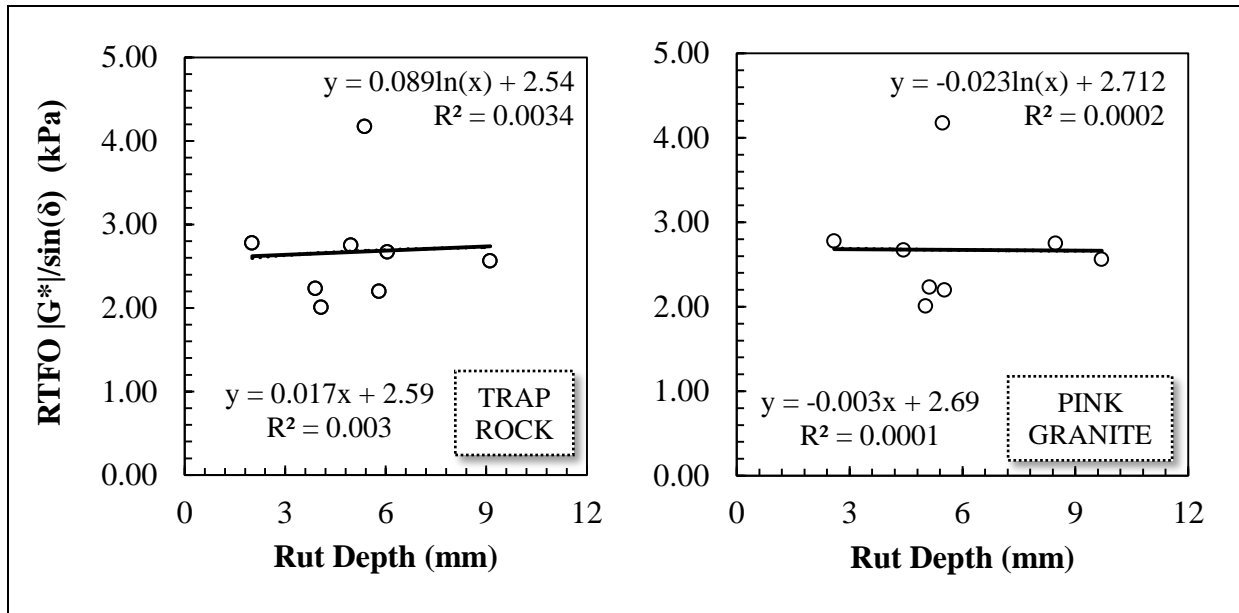 RTFO |G*|/sin(δ) (kPa)
5.00
4.00
3.00
2.00
1.00
0.00
y = 0.089ln(x) + 2.54
R² = 0.0034
y = 0.017x + 2.59
R² = 0.003
TRAP
ROCK
0 3 6 9 12
Rut Depth (mm)
5.00
4.00
3.00
2.00
1.00
0.00
y = -0.023ln(x) + 2.712
R² = 0.0002
y = -0.003x + 2.69
R² = 0.0001
PINK
GRANITE
0 3 6 9 12
Rut Depth (mm)